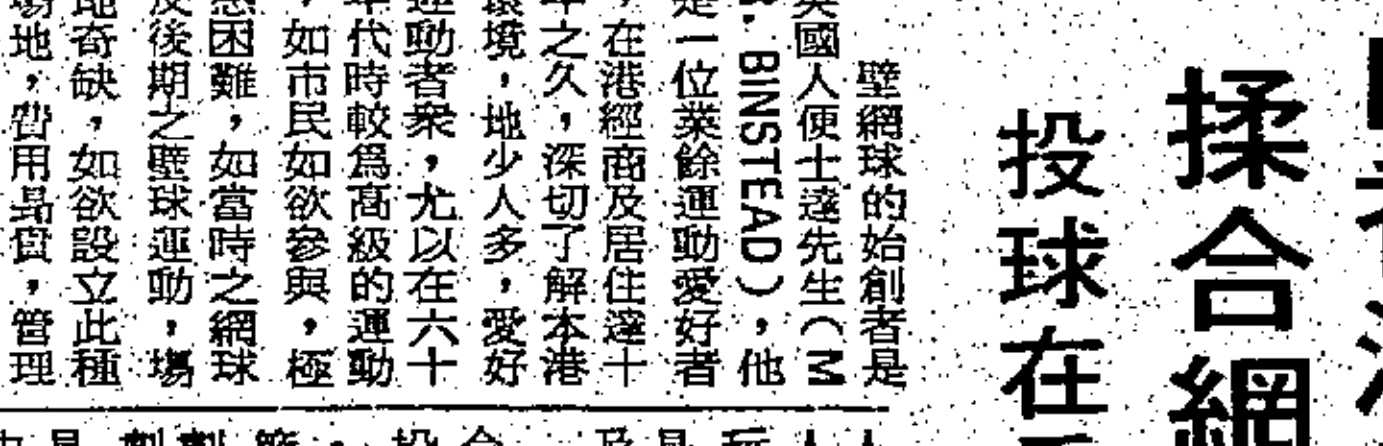 揉合網
投球在
壁網球的始創者是
英國人便士達先生(M
R. BINSTEAD),他
是一位業餘運動愛好者
,在港經商及居住達十
年之久,深切了解本港
環境,地少人多,愛好
運動者衆,尤以在六十
年代時較爲高級的運動
,如市民如欲參與,極
感困難,如當時之網球
及後期之壁球運動,場
地奇缺,如欲設立此種
場地,費用昂貴,管理